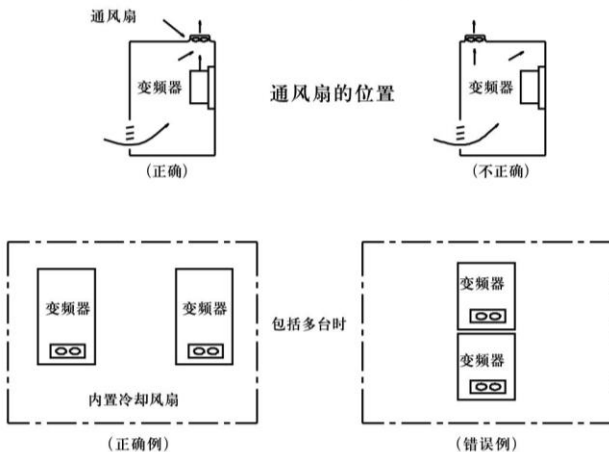 通风扇
变频器
通风扇的位置
变频器
(正确)
(不正确)
变频器
变频器
包括多台时
变频器
变频器
内置冷却风扇
(正确例)
(错误例)